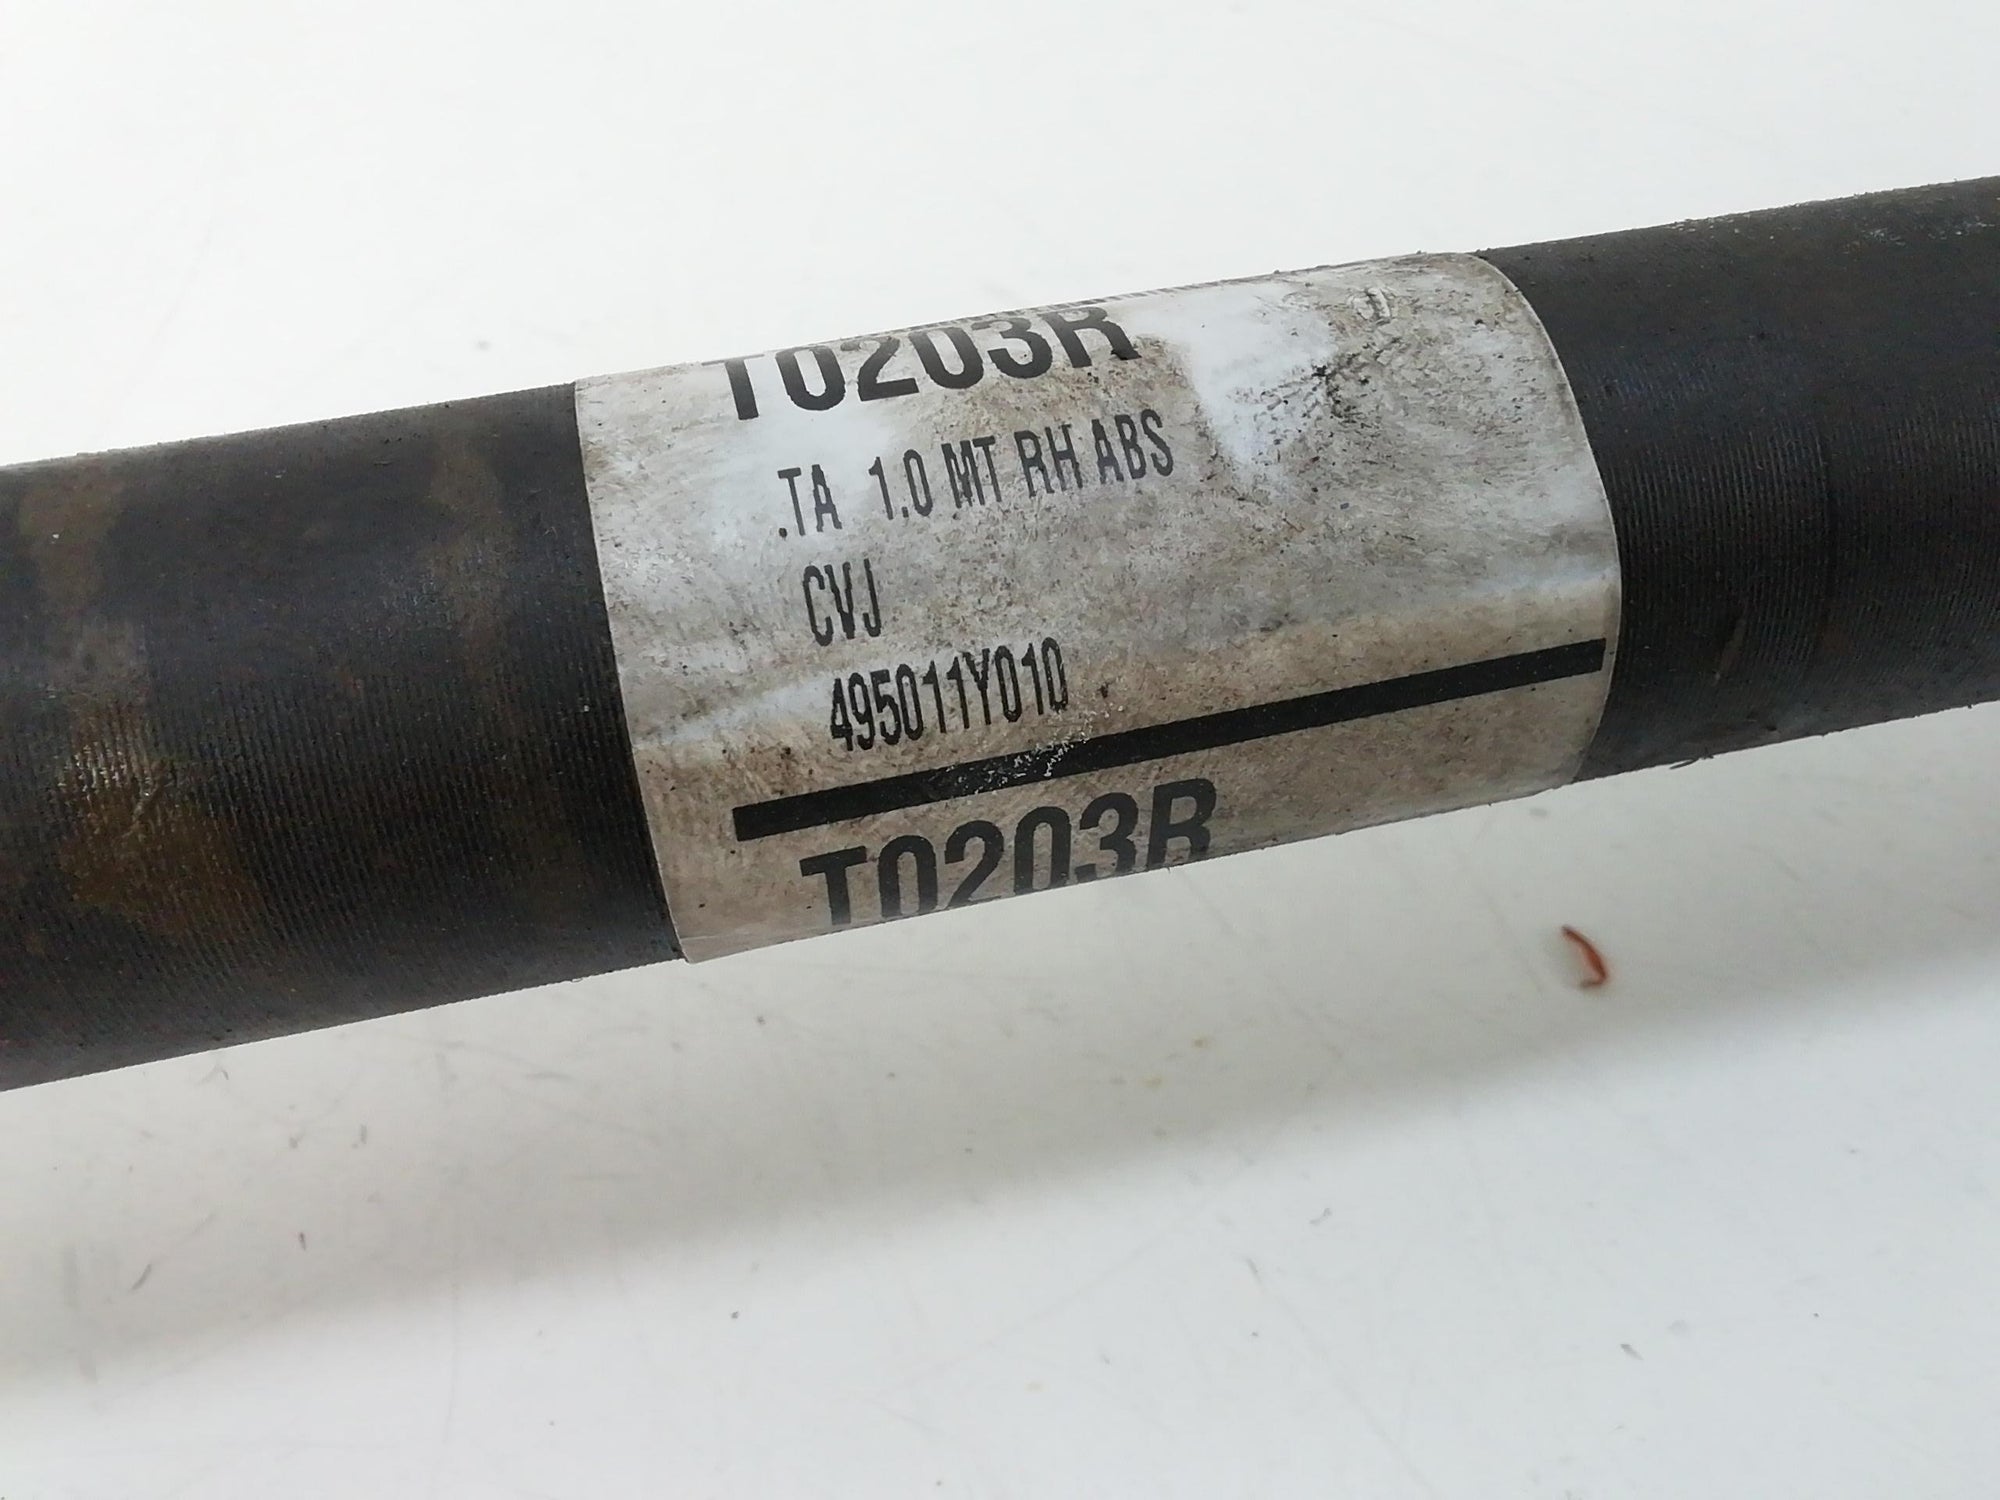 T0203R
.TA 1.0 MT RH ABS
CVJ
495011Y010
T0203R